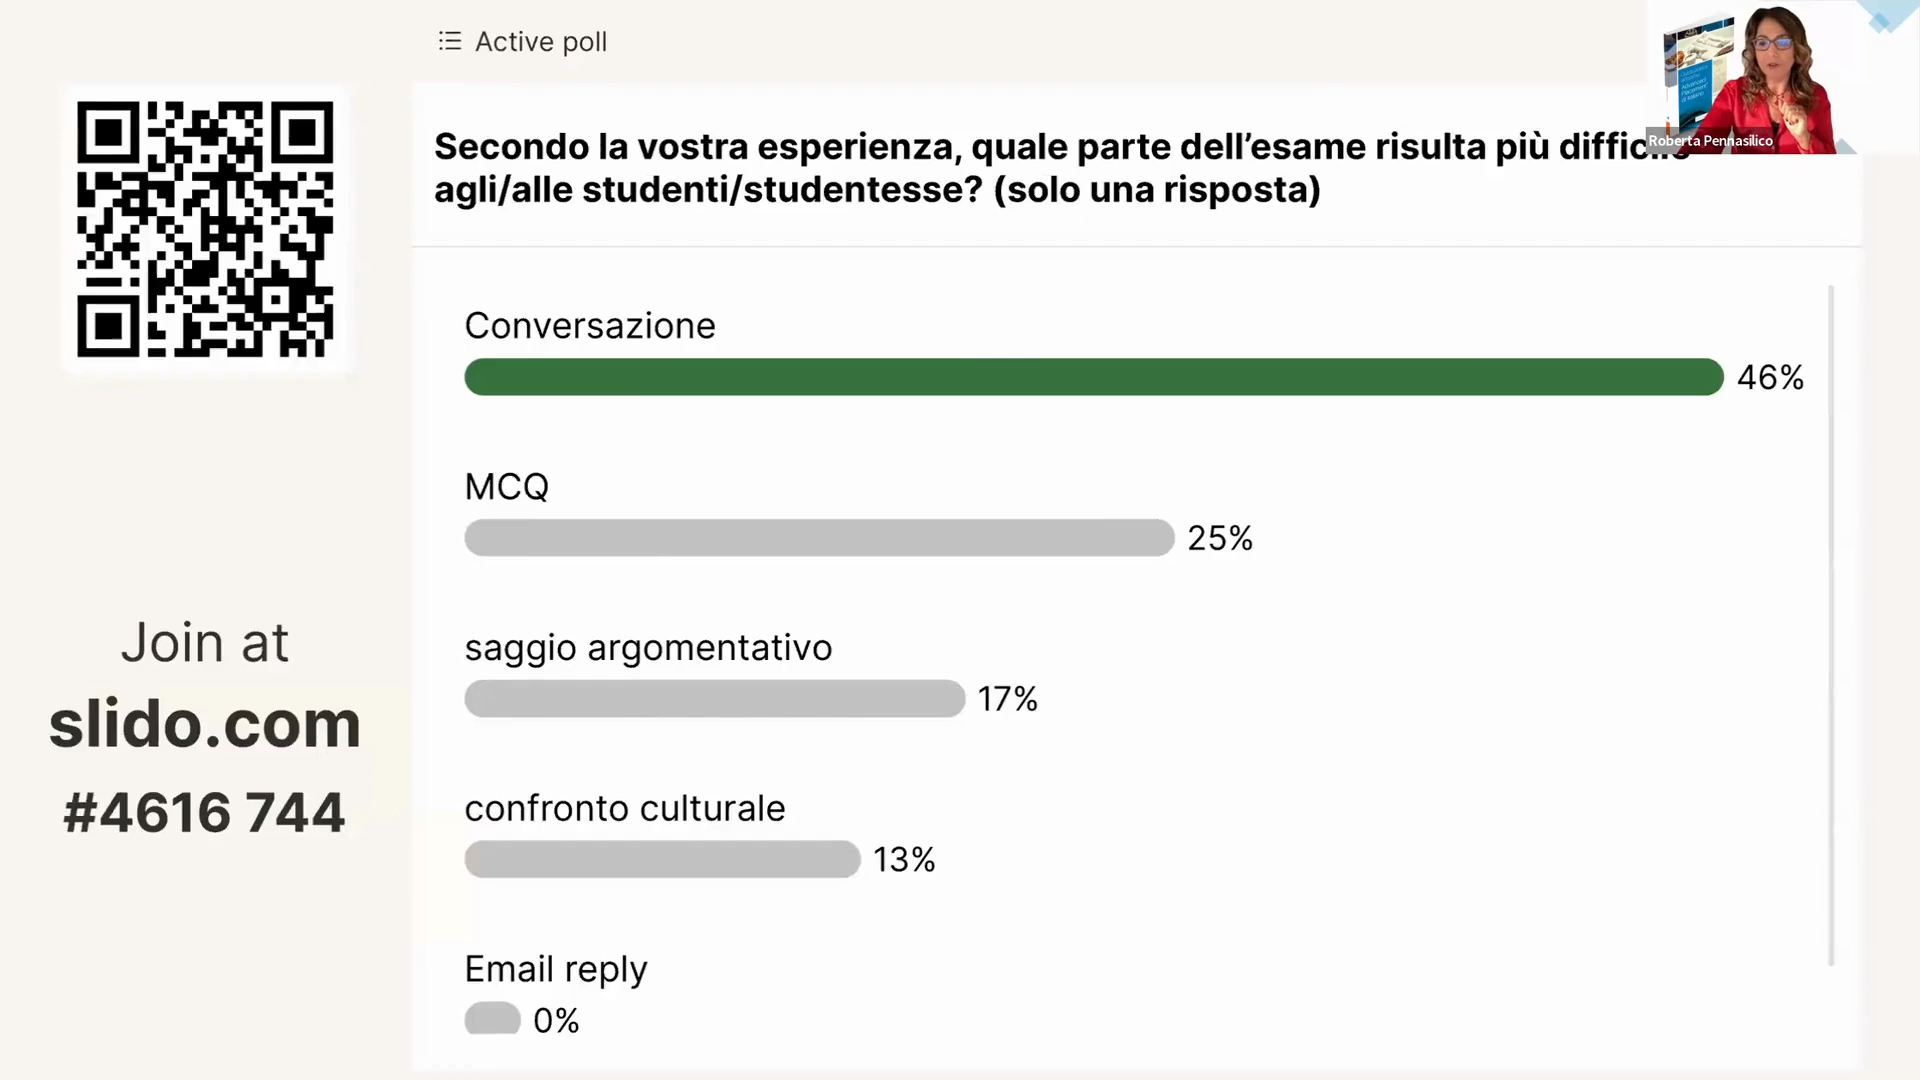 Active poll
Secondo la vostra esperienza, quale parte dell’esame risulta più difficile
agli/alle studenti/studentesse? (solo una risposta)
Roberta Pennasilico
Conversazione
46%
MCQ
25%
saggio argomentativo
17%
confronto culturale
13%
Email reply
0%
Join at
slido.com
#4616 744